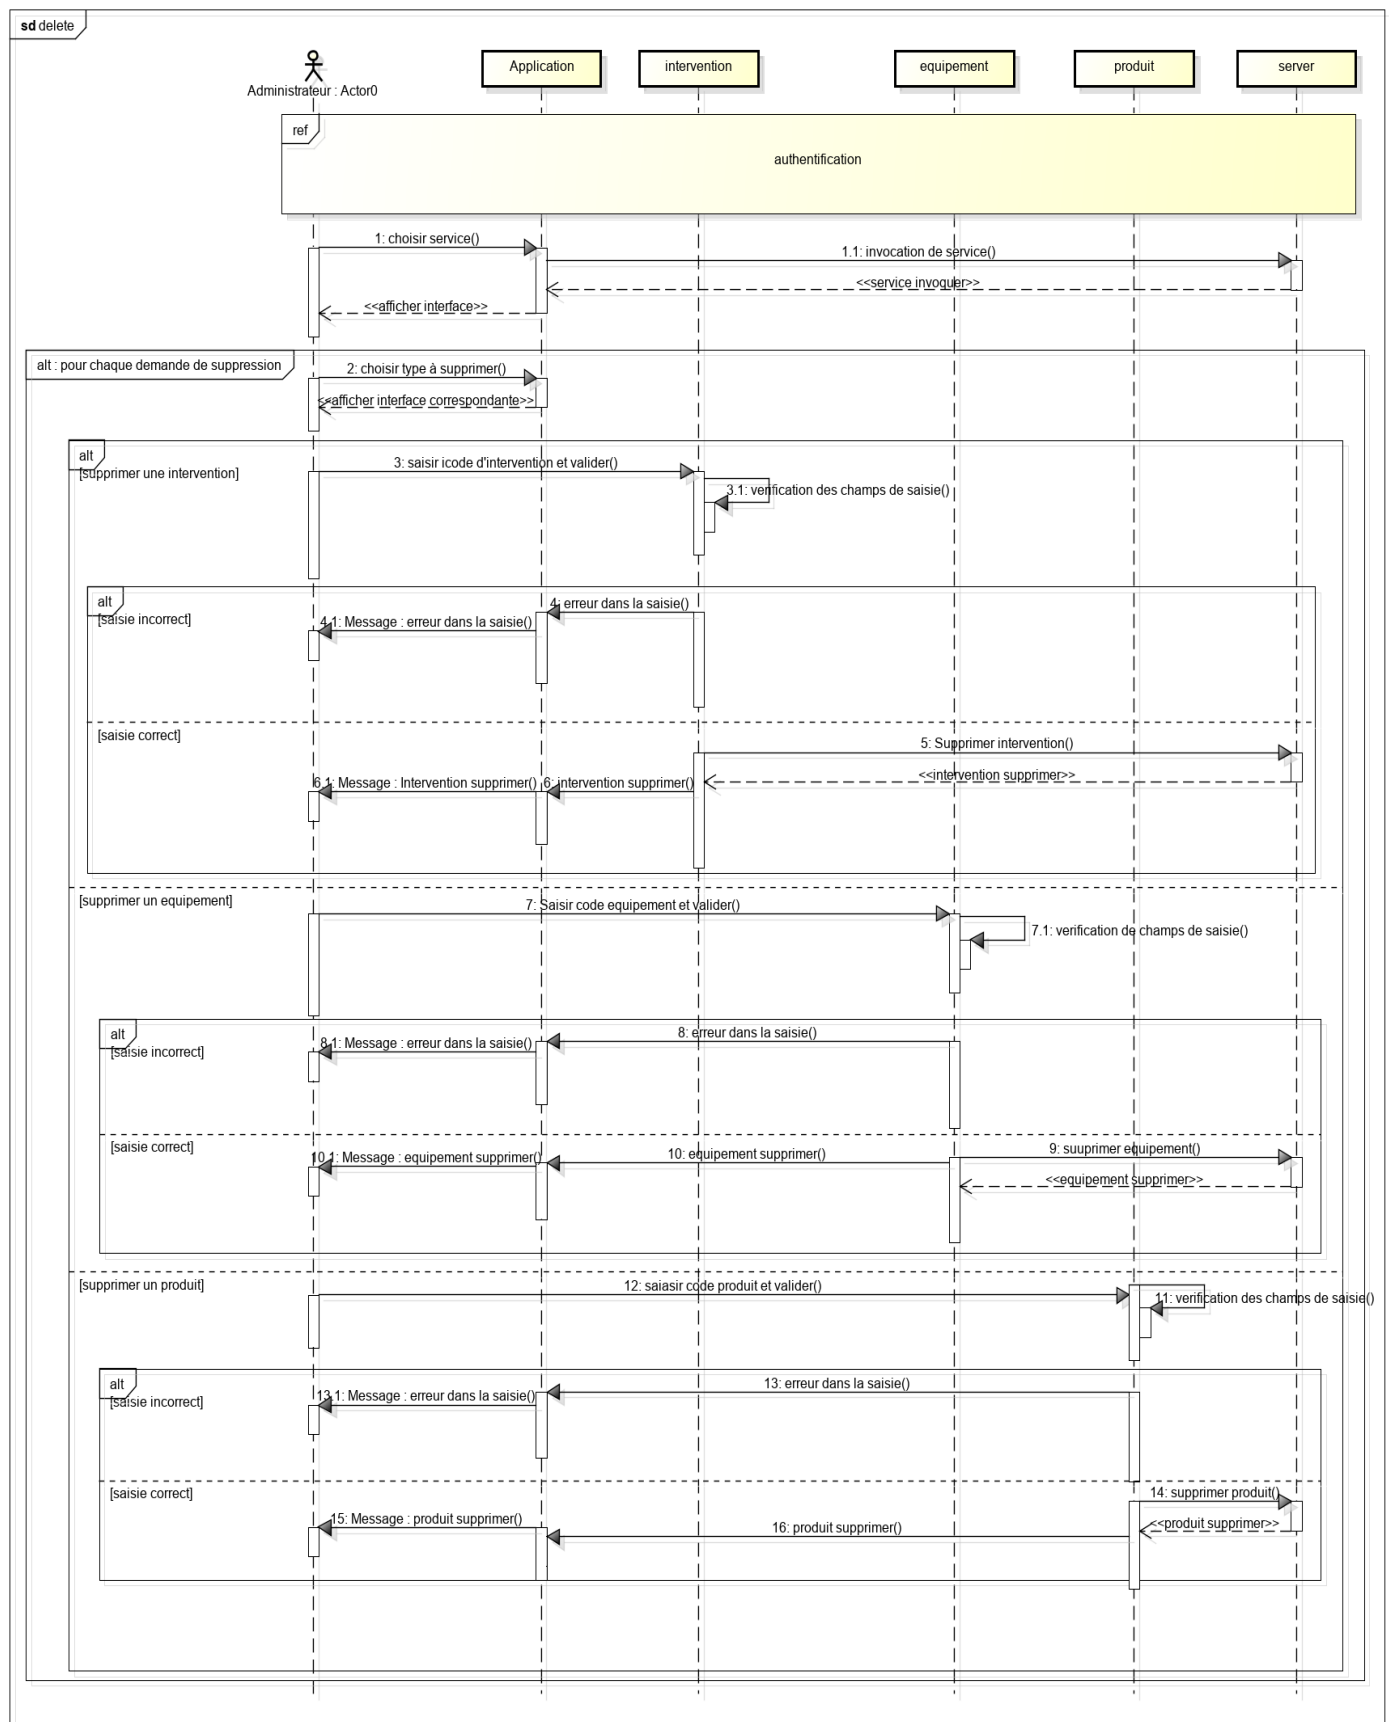 sd delete
Administrateur : Actor0
Application
intervention
equipement
produit
server
ref
authentification
1: choisir service()
1.1: invocation de service()
<<service invoquer>>
<<afficher interface>>
alt : pour chaque demande de suppression
2: choisir type à supprimer()
<<afficher interface correspondante>>
alt
[supprimer une intervention]
3: saisir icode d'intervention et valider()
3.1: verification des champs de saisie()
alt
[saisie incorrect]
4: erreur dans la saisie()
4.1: Message : erreur dans la saisie()
[saisie correct]
5: Supprimer intervention()
<<intervention supprimer>>
6.1: Message : Intervention supprimer()
6: intervention supprimer()
[supprimer un equipement]
7: Saisir code equipement et valider()
7.1: verification de champs de saisie()
alt
[saisie incorrect]
8: erreur dans la saisie()
8.1: Message : erreur dans la saisie()
[saisie correct]
9: suuprimer equipement()
10.1: Message : equipement supprimer()
10: equipement supprimer()
<<equipement supprimer>>
[supprimer un produit]
12: saiasir code produit et valider()
11: verification des champs de saisie()
alt
[saisie incorrect]
13: erreur dans la saisie()
13.1: Message : erreur dans la saisie()
[saisie correct]
14: supprimer produit()
15: Message : produit supprimer()
16: produit supprimer()
<<produit supprimer>>